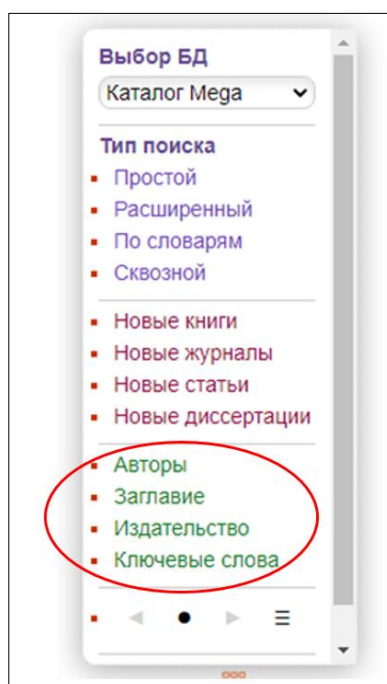 Выбор БД
Каталог Mega
Тип поиска
Простой
Расширенный
По словарям
Сквозной
Новые книги
Новые журналы
Новые статьи
Новые диссертации
Авторы
Заглавие
Издательство
Ключевые слова